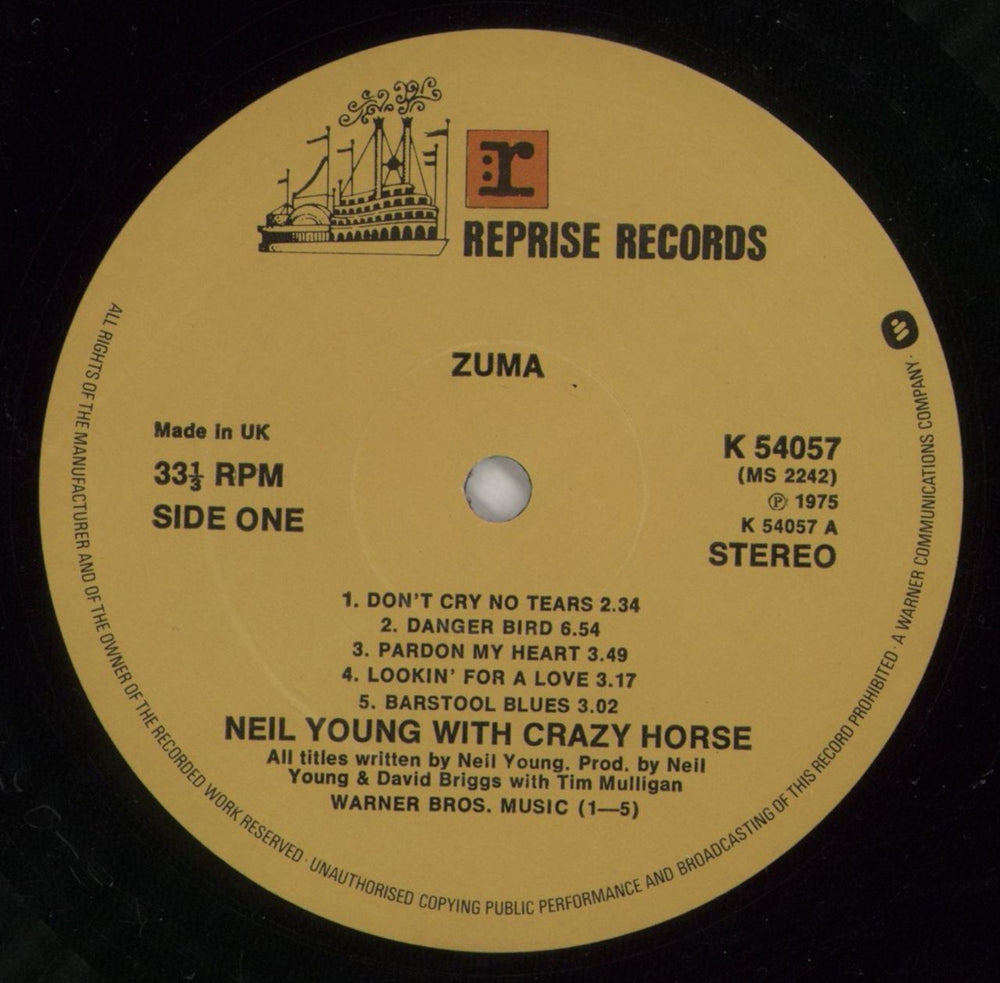 r
REPRISE RECORDS
ZUMA
Made in UK
33⅓ RPM
SIDE ONE
K 54057
(MS 2242)
Ⓟ 1975
K 54057 A
STEREO
1. DON'T CRY NO TEARS 2.34
2. DANGER BIRD 6.54
3. PARDON MY HEART 3.49
4. LOOKIN' FOR A LOVE 3.17
5. BARSTOOL BLUES 3.02
NEIL YOUNG WITH CRAZY HORSE
All titles written by Neil Young. Prod. by Neil
Young & David Briggs with Tim Mulligan
WARNER BROS. MUSIC (1—5)
ALL RIGHTS OF THE MANUFACTURER AND OF THE OWNER OF THE RECORDED WORK RESERVED · UNAUTHORISED COPYING PUBLIC PERFORMANCE AND BROADCASTING OF THIS RECORD PROHIBITED · A WARNER COMMUNICATIONS COMPANY ·